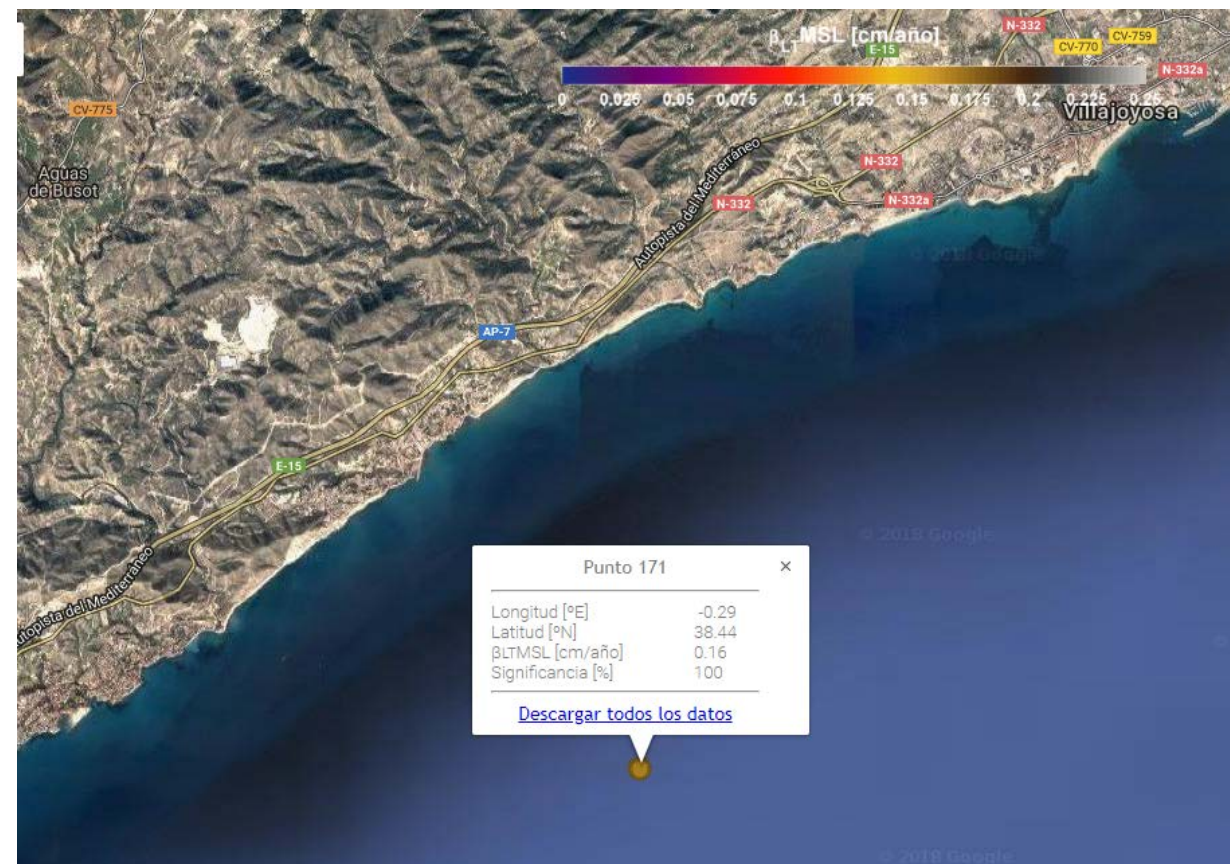 N-332
βLTMSL [cm/año]
E-15
CV-770
CV-759
N-332a
0 0.025 0.05 0.075 0.1 0.125 0.15 0.175 0.2 0.225 0.25
CV-775
Villajoyosa
Aguas
de Busot
Autopista del Mediterráneo
N-332
N-332
N-332a
© 2018 Google
AP-7
E-15
© 2018 Google
Autopista del Mediterráneo
Punto 171 ×
Longitud [ºE] -0.29
Latitud [ºN] 38.44
βLTMSL [cm/año] 0.16
Significancia [%] 100
Descargar todos los datos
© 2018 Google